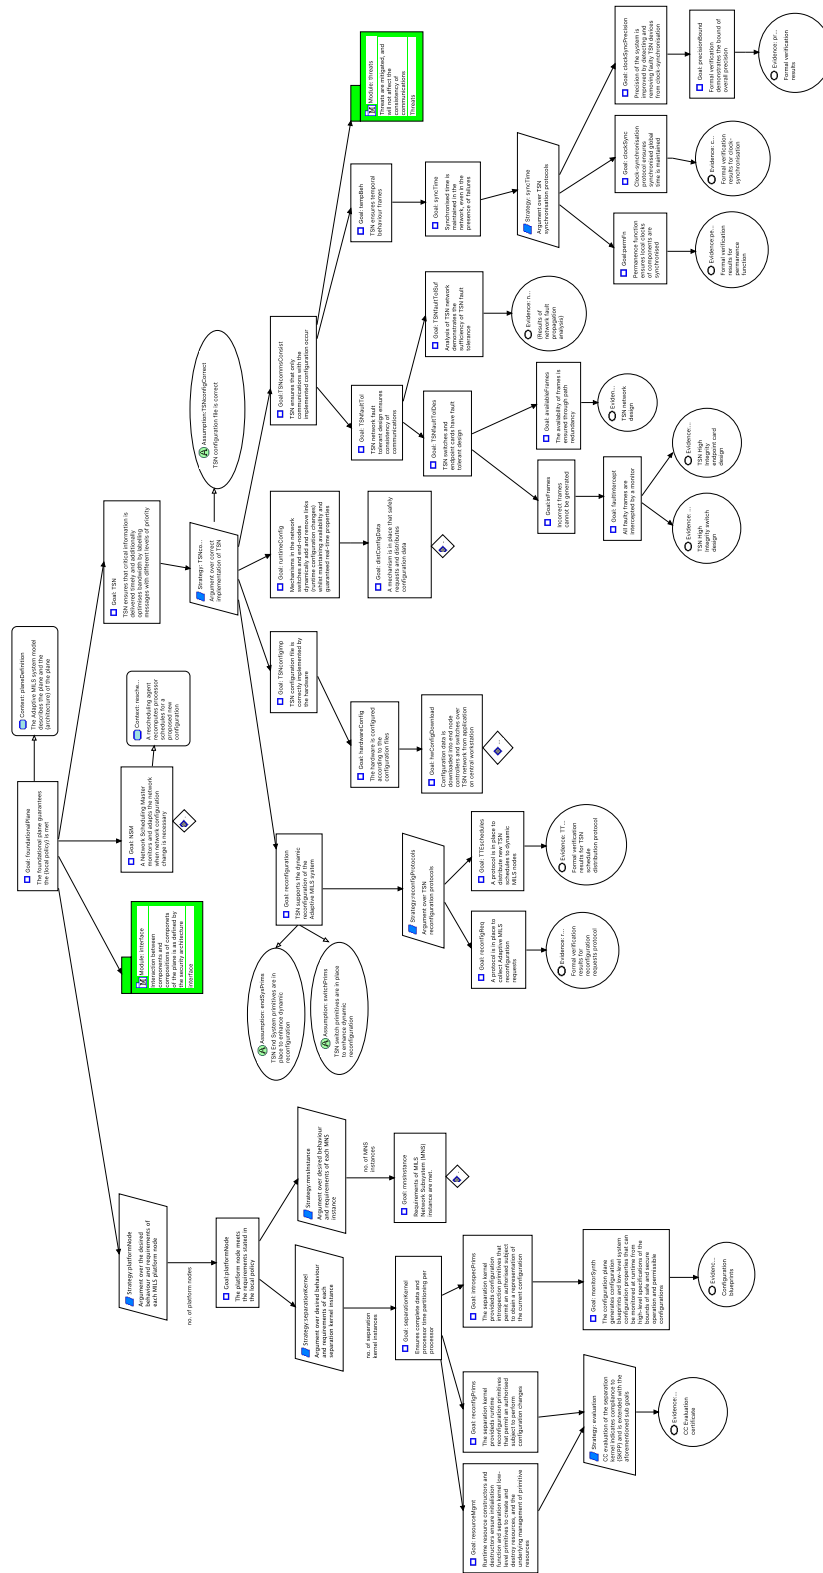 Goal: foundationalPlane
The foundational plane guarantees
the (local policy) is met
Context: planeDefinition
The Adaptive MILS system model
describes the plane and the
(architecture) of the plane
Strategy: platformNode
Argument over the desired
behaviour and requirements of
each MILS platform node
no. of platform nodes
Module: interface
Interaction between
components and
compositions of componets
of the plane is as defined by
the security architecture
interface
Goal: NSM
A Network Scheduling Master
monitors and adapts the network
when network configuration
change is necessary
Context: resche...
A rescheduling agent
recomputes processor
schedules for a
proposed new
configuration
Goal: TSN
TSN ensures that critical information is
delivered timely and additionally
optimises bandwidth by labelling
messages with different levels of priority
Strategy: TSNco...
Argument over correct
implementation of TSN
Assumption:TSNconfigCorrect
TSN configuration file is correct
Goal:platformNode
The platform node meets
the requirements stated in
the local policy
Strategy:separationKernel
Argument over desired behaviour
and requirements of each
separation kernel instance
no. of separation
kernel instances
Strategy:mnsInstance
Argument over desired behaviour
and requirements of each MNS
instance
no. of MNS
instances
Goal: separationKernel
Ensures complete data and
processor time partitioning per
processor
Goal: mnsInstance
Requirements of MILS
Network Subsystem (MNS)
instance are met.
Goal: resourceMgmt
Runtime resource constructors and
destructors ensure initialistion
function and separation kernel low-
level primitives to create and
destroy resources, and the
underlying management of primitive
resources
Goal: reconfigPrims
The separation kernel
provideds runtime
reconfiguration primitives
that permit an authorised
subject to perform
configuration changes
Goal: introspecPrims
The separation kernel
provideds configuration
introspection primitives that
permit an authorised subject
to obtain a representation of
the current configuration
Strategy: evaluation
CC evaluation of the separation
kernel indicates compliance to
(SKPP) and is extended with the
aforementioned sub goals
Evidence:...
CC Evaluation
certificate
Goal: monitorSynth
The configuration plane
generates configuration
blueprints and low-level system
configuration properties that can
be monitored at runtime from
high-level specifications of the
bounds of safe and secure
operation and permissible
configurations
Evidenc...
Configuration
blueprints
Goal: reconfiguration
TSN supports the dynamic
reconfiguration of the
Adaptive MILS system
Assumption: endSysPrims
TSN End System primitives are in
place to enhance dynamic
reconfiguration
Assumption: switchPrims
TSN switch primitives are in place
to enhance dynamic
reconfiguration
Strategy:reconfigProtocols
Argument over TSN
reconfiguration protocols
Goal: reconfigReq
A protocol is in place to
collect Adaptive MILS
reconfiguration
requests
Evidence: r...
Formal verification
results for
reconfiguration
requests protocol
Goal: TTEschedules
A protocol is in place to
distribute new TSN
schedules to dynamic
MILS nodes
Evidence: TT...
Formal verification
results for TSN
schedule
distribution protocol
Goal: TSNconfigImp
TSN configuration file is
correctly implemented by
the hardware
Goal: hardwareConfig
The hardware is configured
according to the
configuration files
Goal: hwConfigDownload
Configuration data is
downloaded into end node
controllers and switches over
TSN network from application
on central workstation
Goal: runtimeConfig
Mechanisms in the network
switches and end-nodes
dynamically add and remove links
(runtime configuration changes)
whilst maintaining availability and
guaranteed real-time properties
Goal: distConfigData
A mechanism is in place that safely
requests and distributes
configuration data
Goal:TSNcommsConsist
TSN ensures that only
communications with the
implemented configuration occur
Goal: TSNfaultTol
TSN network fault
tolerant design ensures
consistency of
communications
Goal: tempBeh
TSN ensures temporal
behaviour frames
Module: threats
Threats are mitigated, and
will not affect the
consistency of
communications
Threats
Goal: TSNfaultTolDes
TSN switches and
endpoint cards have fault
tolerant design
Goal: TSNfaultTolSuf
Analysis of TSN network
demonstrates the
sufficiency of TSN fault
tolerance
Evidence: n...
(Results of
network fault
propagation
analysis)
Goal:inFrames
Incorrect frames
cannot be generated
Goal: availableFrames
The availability of frames is
ensured through path
redundancy
Eviden...
TSN network
design
Goal: faultIntercept
All faulty frames are
intercepted by a monitor
Evidence: ...
TSN High
Integrity switch
design
Evidence:...
TSN High
Integrity
endpoint card
design
Goal: syncTime
Synchronised time is
maintained in the
network, even in the
presence of failures
Strategy: syncTime
Argument over TSN
synchronisation protocols
Goal:permFn
Permanence function
ensures local clocks
of components are
synchronised
Evidence:pe...
Formal verification
results for
permanence
function
Goal: clockSync
Clock-synchronisation
protocol ensures
synchronised global
time is maintained
Evidence: c...
Formal verification
results for clock-
synchronisation
Goal: clockSyncPrecision
Precision of the system is
improved by detecting and
removing faulty TSN devices
from clock-synchronisation
Goal: precisionBound
Formal verification
demonstrates the bound of
overall precision
Evidence: pr...
Formal verification
results